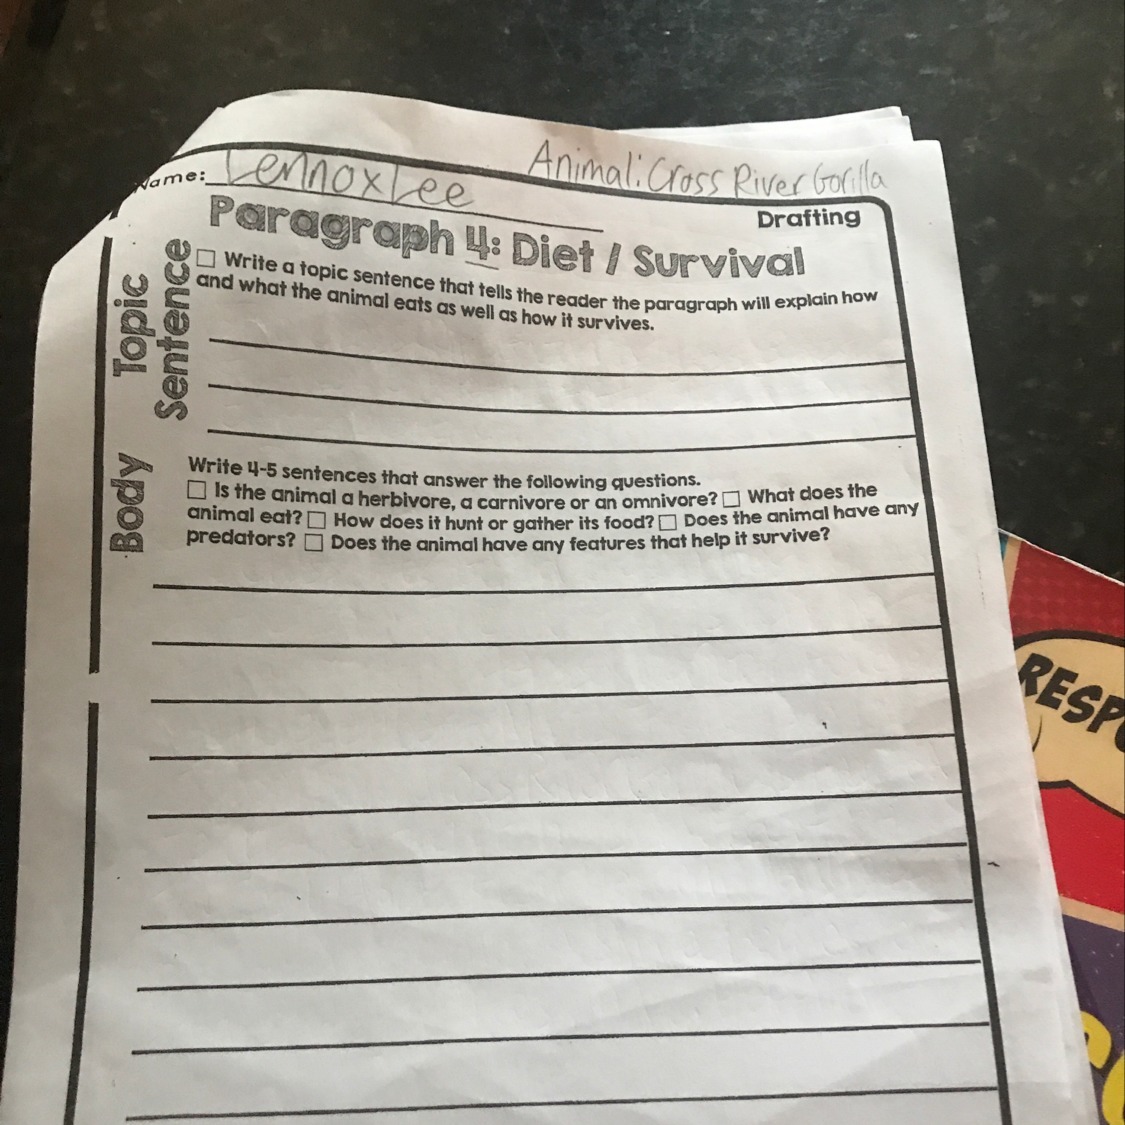 Name: Lennox Lee
Animal: Cross River Gorilla
Drafting
Paragraph 4: Diet / Survival
Topic
Sentence
☐ Write a topic sentence that tells the reader the paragraph will explain how
and what the animal eats as well as how it survives.
Body
Write 4-5 sentences that answer the following questions.
☐ Is the animal a herbivore, a carnivore or an omnivore? ☐ What does the
animal eat? ☐ How does it hunt or gather its food? ☐ Does the animal have any
predators? ☐ Does the animal have any features that help it survive?